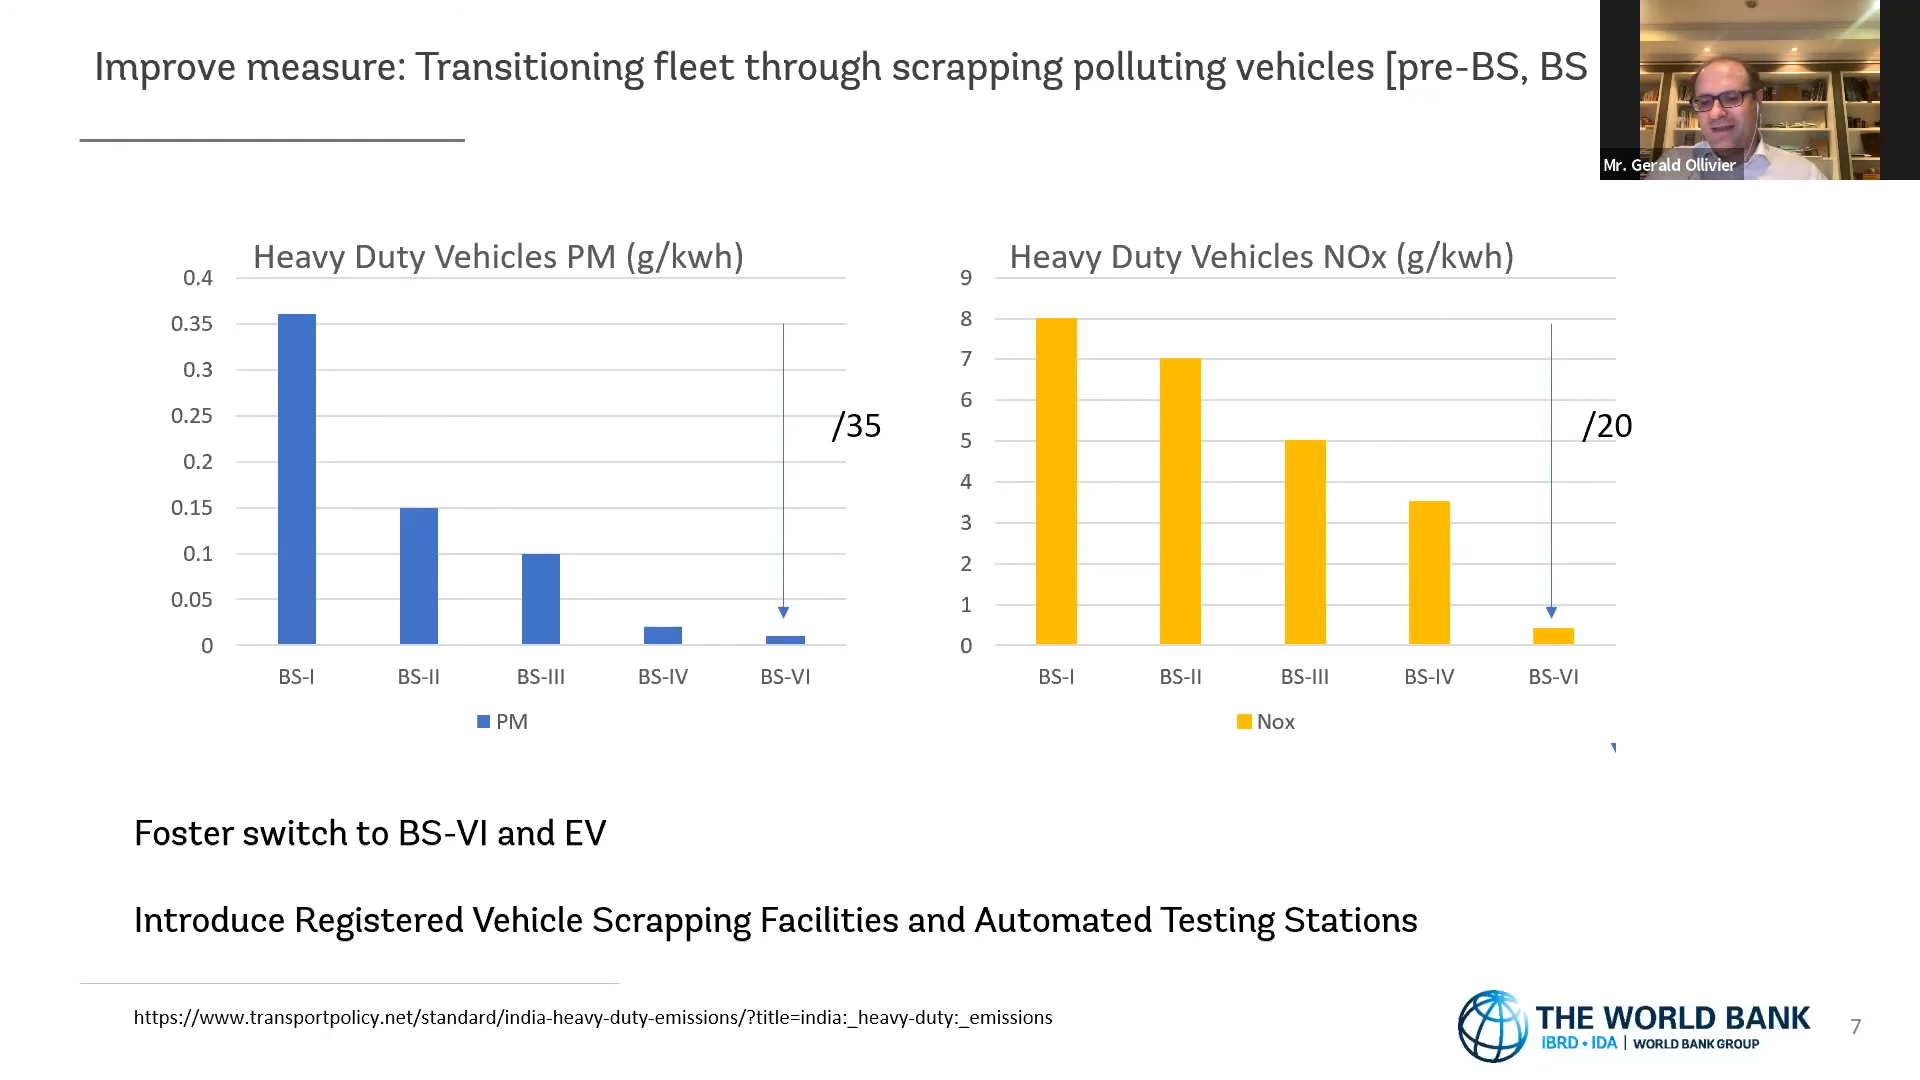 Improve measure: Transitioning fleet through scrapping polluting vehicles [pre-BS, BS
Mr. Gerald Ollivier
Heavy Duty Vehicles PM (g/kwh)
0.4
0.35
0.3
0.25
0.2
0.15
0.1
0.05
0
/35
BS-I BS-II BS-III BS-IV BS-VI
PM
Heavy Duty Vehicles NOx (g/kwh)
9
8
7
6
5
4
3
2
1
0
/20
BS-I BS-II BS-III BS-IV BS-VI
Nox
Foster switch to BS-VI and EV
Introduce Registered Vehicle Scrapping Facilities and Automated Testing Stations
https://www.transportpolicy.net/standard/india-heavy-duty-emissions/?title=india:_heavy-duty:_emissions
THE WORLD BANK
IBRD • IDA | WORLD BANK GROUP
7